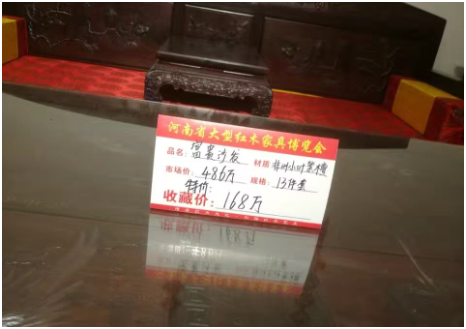 河南省大型红木家具博览会
品名：富贵沙发 材质：非洲小叶紫檀
市场价：486万 规格：13件套
特价：
收藏价：168万